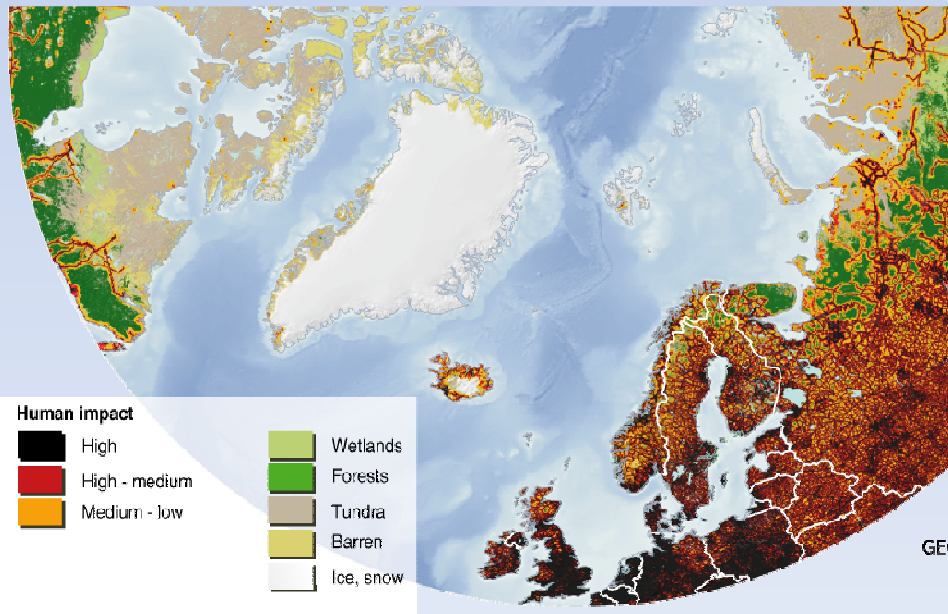 Human impact
High
High - medium
Medium - low
Wetlands
Forests
Tundra
Barren
Ice, snow